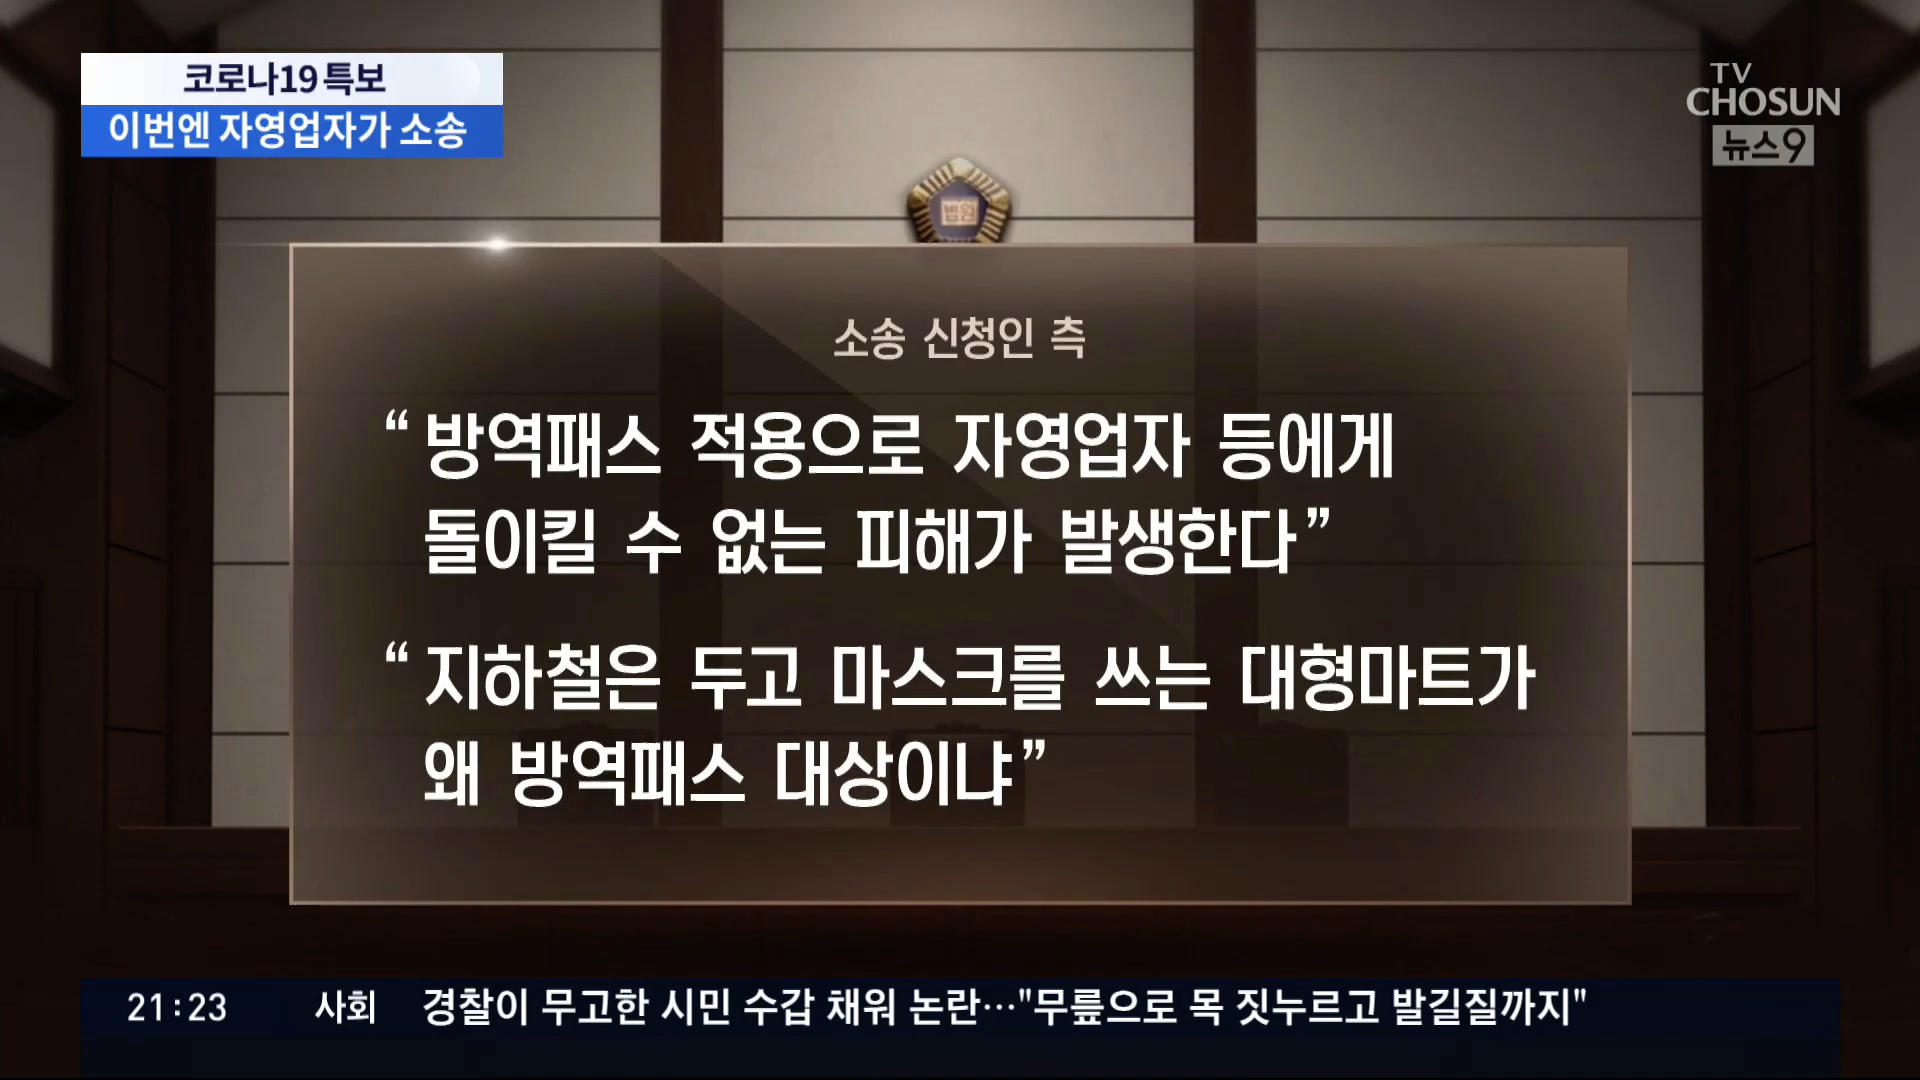 코로나19 특보
이번엔 자영업자가 소송
TV
CHOSUN
뉴스9
법원
소송 신청인 측
“ 방역패스 적용으로 자영업자 등에게
돌이킬 수 없는 피해가 발생한다”
“ 지하철은 두고 마스크를 쓰는 대형마트가
왜 방역패스 대상이냐”
21:23 사회 경찰이 무고한 시민 수갑 채워 논란…"무릎으로 목 짓누르고 발길질까지"